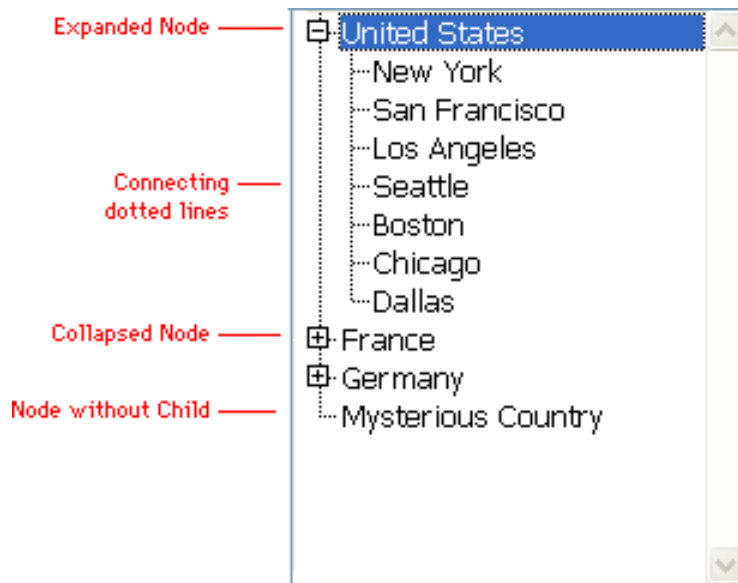 Expanded Node
United States
New York
San Francisco
Los Angeles
Connecting
dotted lines
Seattle
Boston
Chicago
Dallas
Collapsed Node
France
Germany
Node without Child
Mysterious Country